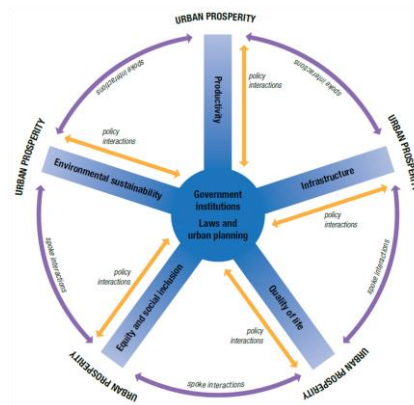 URBAN PROSPERITY
spoke interactions
spoke interactions
Productivity
policy
interactions
URBAN PROSPERITY
URBAN PROSPERITY
policy
interactions
Environmental sustainability
Infrastructure
Government
institutions
Laws and
urban planning
policy
interactions
spoke interactions
spoke interactions
policy
interactions
Equity and social inclusion
Quality of life
policy
interactions
URBAN PROSPERITY
URBAN PROSPERITY
spoke interactions